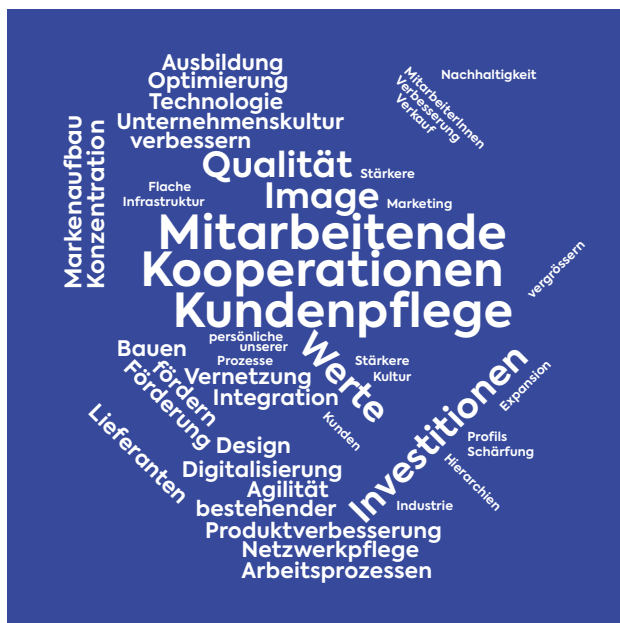 Ausbildung
Optimierung
Technologie
Unternehmenskultur
verbessern
MitarbeiterInnen
Verbesserung
Verkauf
Nachhaltigkeit
Markenaufbau
Konzentration
Qualität
Stärkere
Flache
Infrastruktur
Image
Marketing
Mitarbeitende
Kooperationen
Kundenpflege
vergrössern
persönliche
unserer
Prozesse
Werte
Stärkere
Kultur
Bauen
fördern
Förderung
Vernetzung
Integration
Lieferanten
Kunden
Investitionen
Expansion
Profils
Schärfung
Hierarchien
Industrie
Design
Digitalisierung
Agilität
bestehender
Produktverbesserung
Netzwerkpflege
Arbeitsprozessen